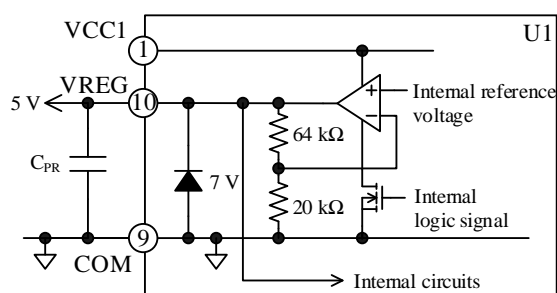 VCC1
U1
1
VREG
5 V
10
Internal reference
voltage
64 kΩ
C_PR
7 V
20 kΩ
Internal
logic signal
9
COM
Internal circuits